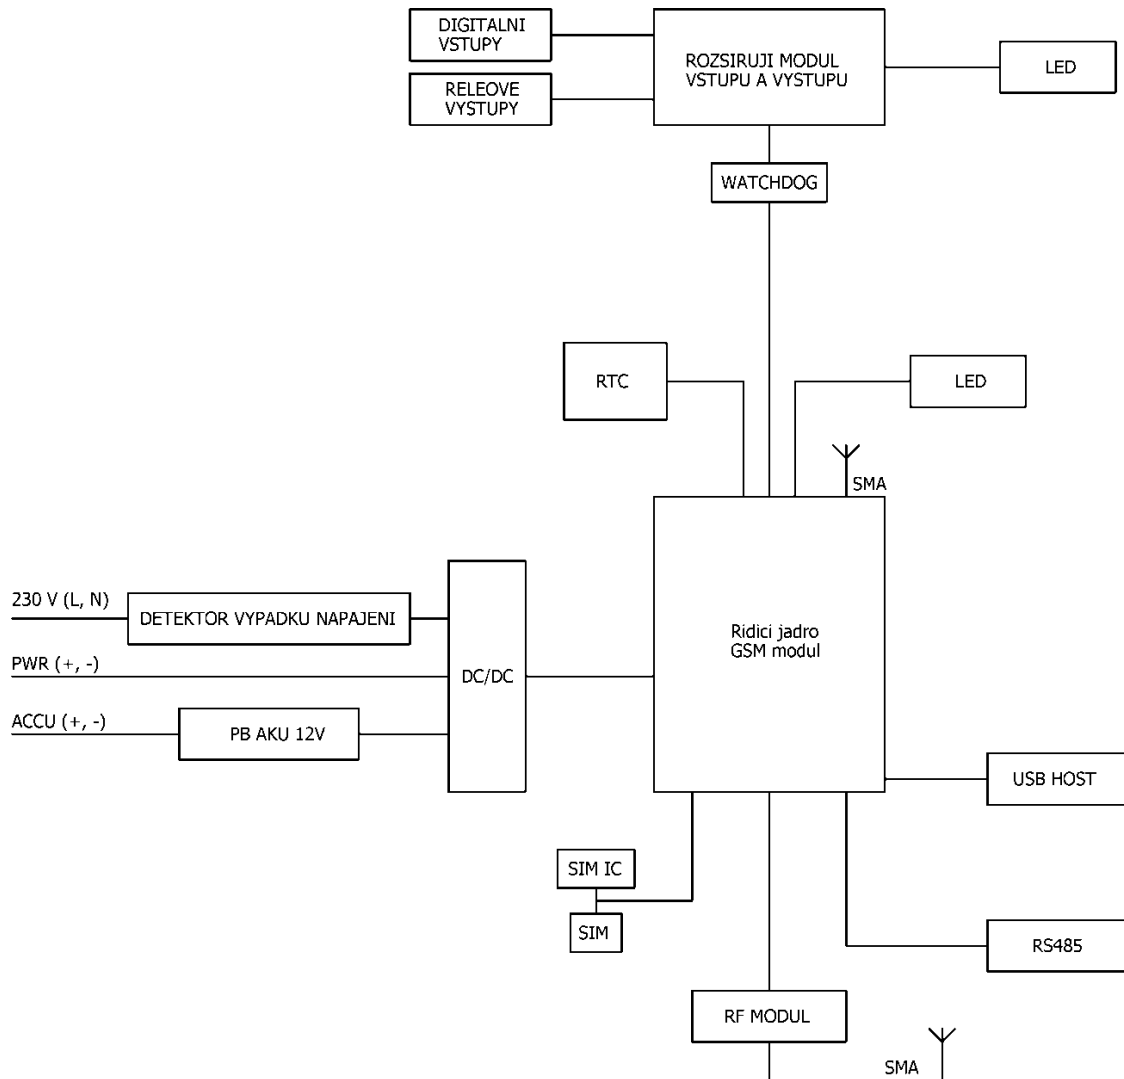 DIGITALNI
VSTUPY
RELEOVE
VYSTUPY
ROZSIRUJI MODUL
VSTUPU A VYSTUPU
LED
WATCHDOG
RTC
LED
SMA
230 V (L, N)
DETEKTOR VYPADKU NAPAJENI
PWR (+, -)
DC/DC
ACCU (+, -)
PB AKU 12V
Ridici jadro
GSM modul
USB HOST
SIM IC
SIM
RS485
RF MODUL
SMA